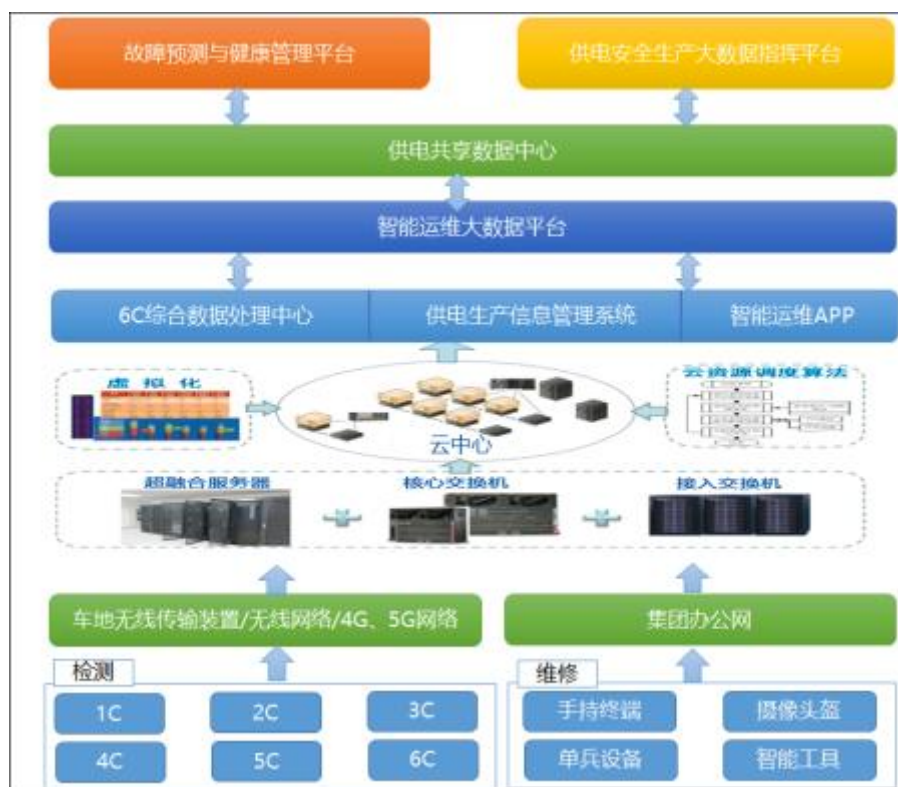 故障预测与健康管理平台
供电安全生产大数据指挥平台
供电共享数据中心
智能运维大数据平台
6C综合数据处理中心
供电生产信息管理系统
智能运维APP
虚拟化
云资源调度算法
云中心
超融合服务器
核心交换机
接入交换机
车地无线传输装置/无线网络/4G、5G网络
集团办公网
检测
1C
2C
3C
4C
5C
6C
维修
手持终端
摄像头盔
单兵设备
智能工具